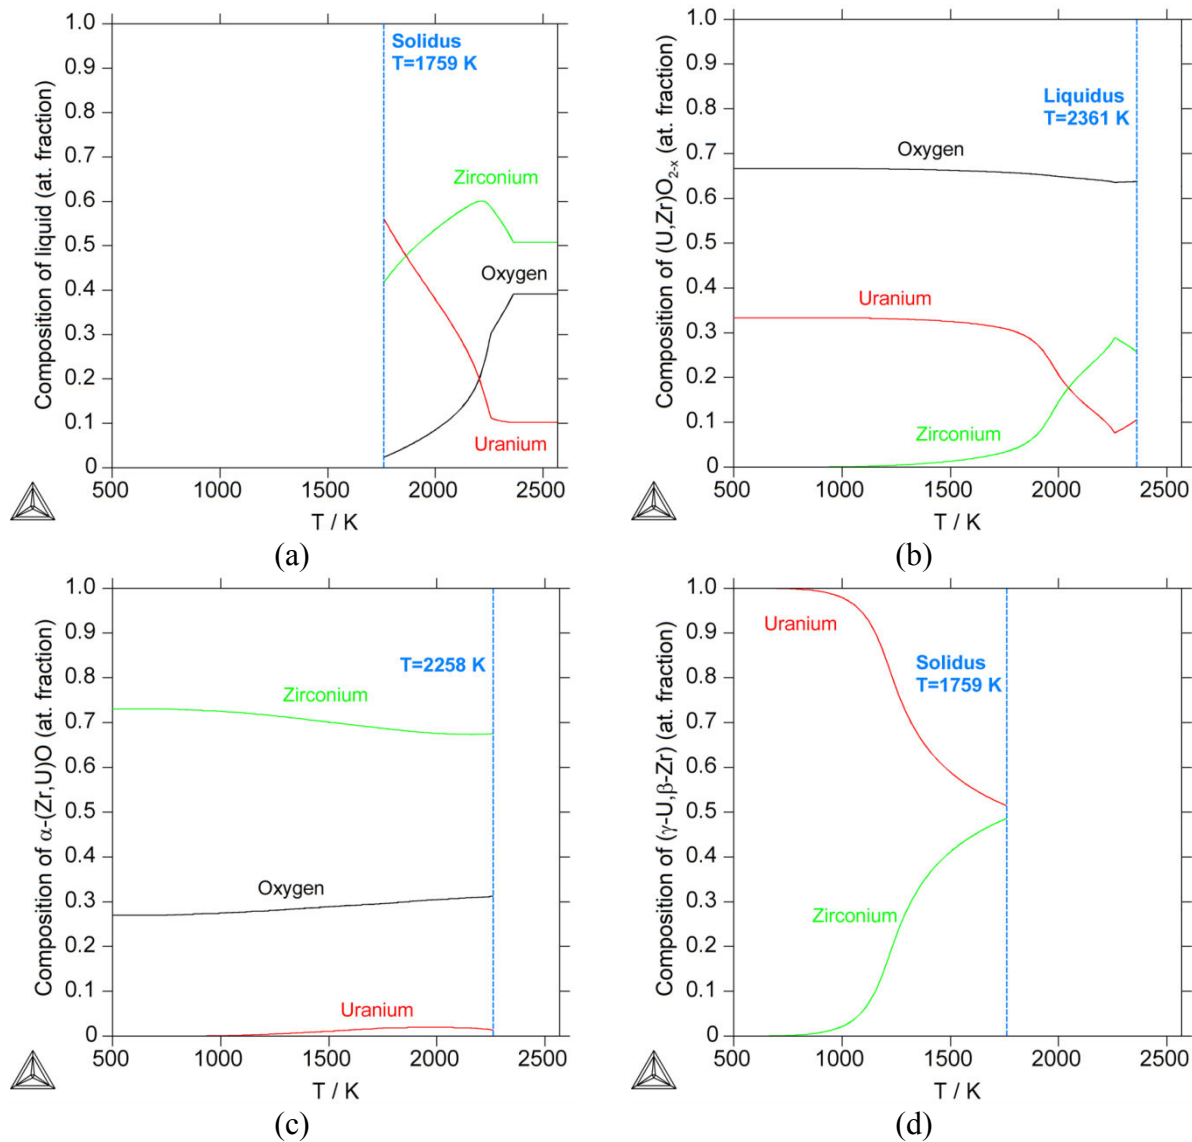 Composition of liquid (at. fraction)
1.0
0.9
0.8
0.7
0.6
0.5
0.4
0.3
0.2
0.1
0
Solidus
T=1759 K
Zirconium
Oxygen
Uranium
500 1000 1500 2000 2500
T / K
(a)
Composition of (U,Zr)O2-x (at. fraction)
1.0
0.9
0.8
0.7
0.6
0.5
0.4
0.3
0.2
0.1
0
Liquidus
T=2361 K
Oxygen
Uranium
Zirconium
500 1000 1500 2000 2500
T / K
(b)
Composition of α-(Zr,U)O (at. fraction)
1.0
0.9
0.8
0.7
0.6
0.5
0.4
0.3
0.2
0.1
0
T=2258 K
Zirconium
Oxygen
Uranium
500 1000 1500 2000 2500
T / K
(c)
Composition of (γ-U,β-Zr) (at. fraction)
1.0
0.9
0.8
0.7
0.6
0.5
0.4
0.3
0.2
0.1
0
Uranium
Solidus
T=1759 K
Zirconium
500 1000 1500 2000 2500
T / K
(d)